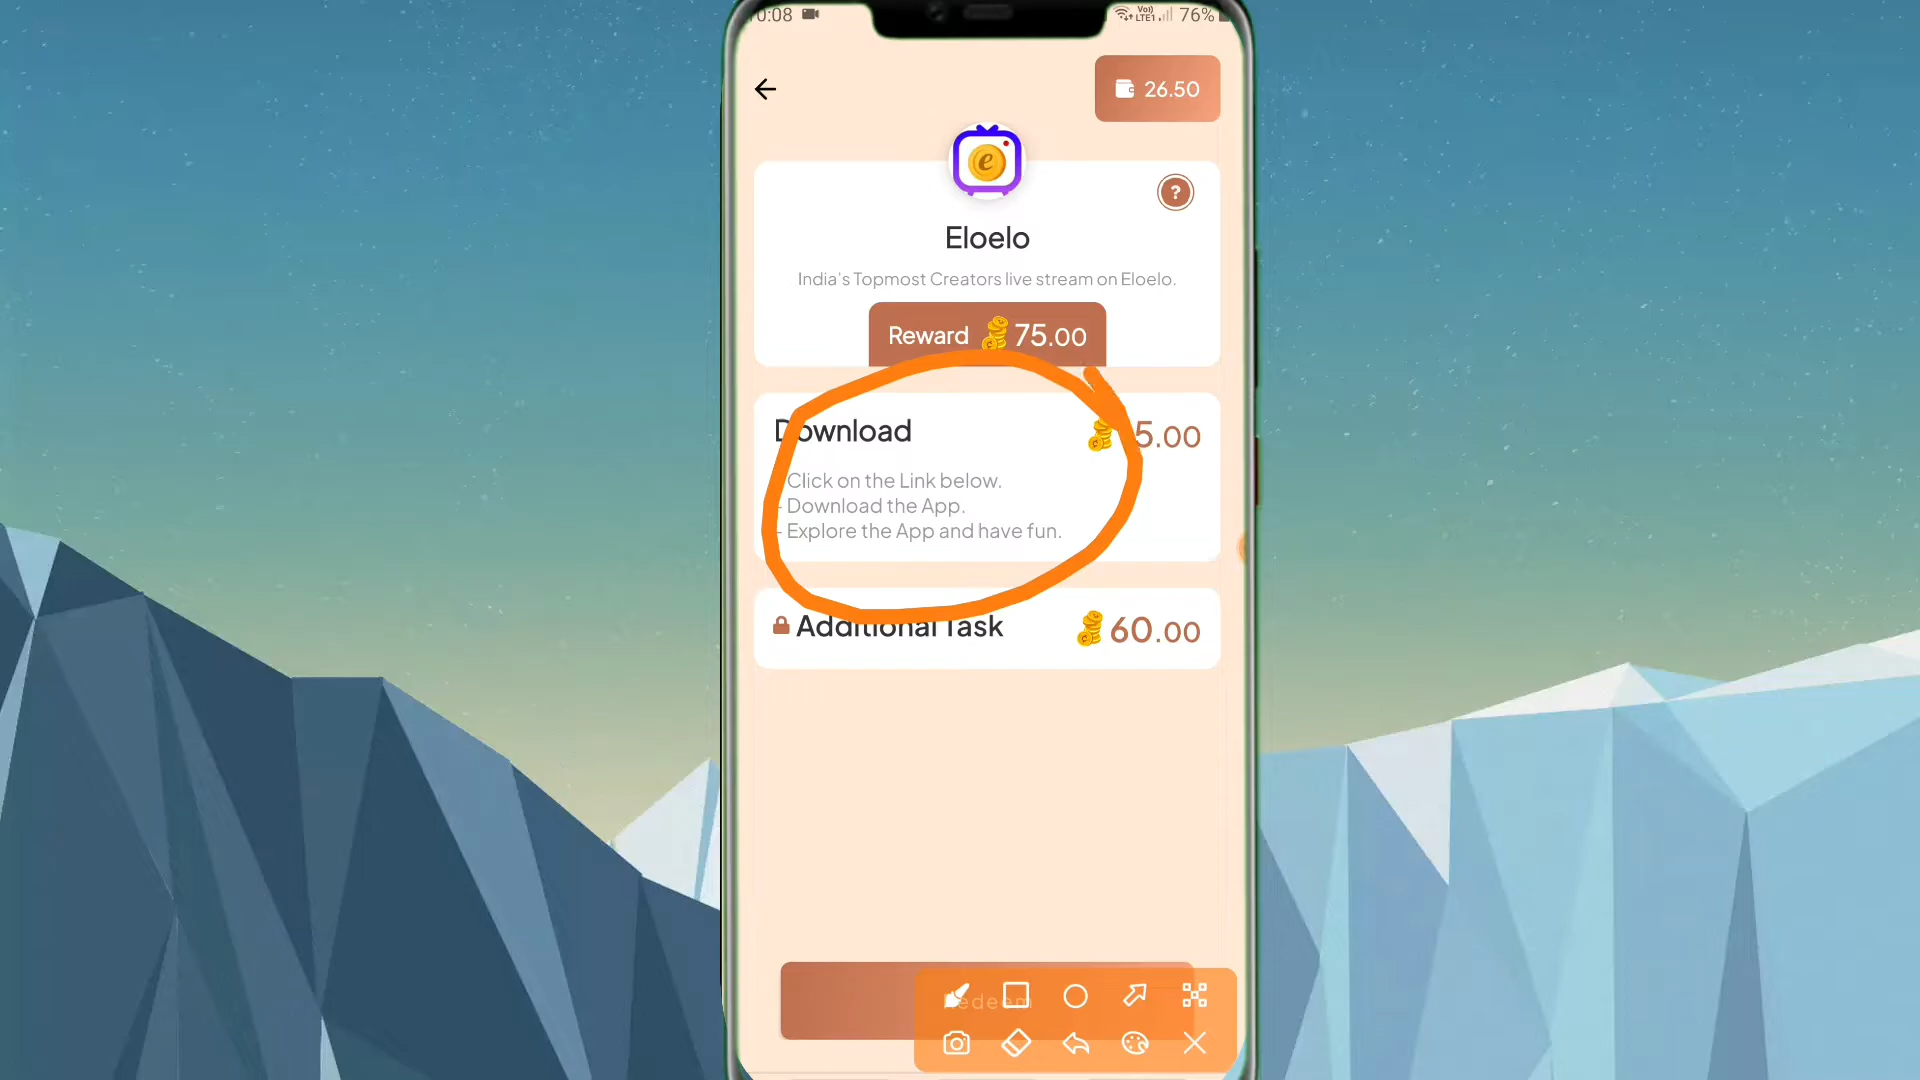 0:08 76%
26.50
?
Eloelo
India's Topmost Creators live stream on Eloelo.
Reward 75.00
Download 5.00
Click on the Link below.
- Download the App.
- Explore the App and have fun.
Additional Task 60.00
Redeem